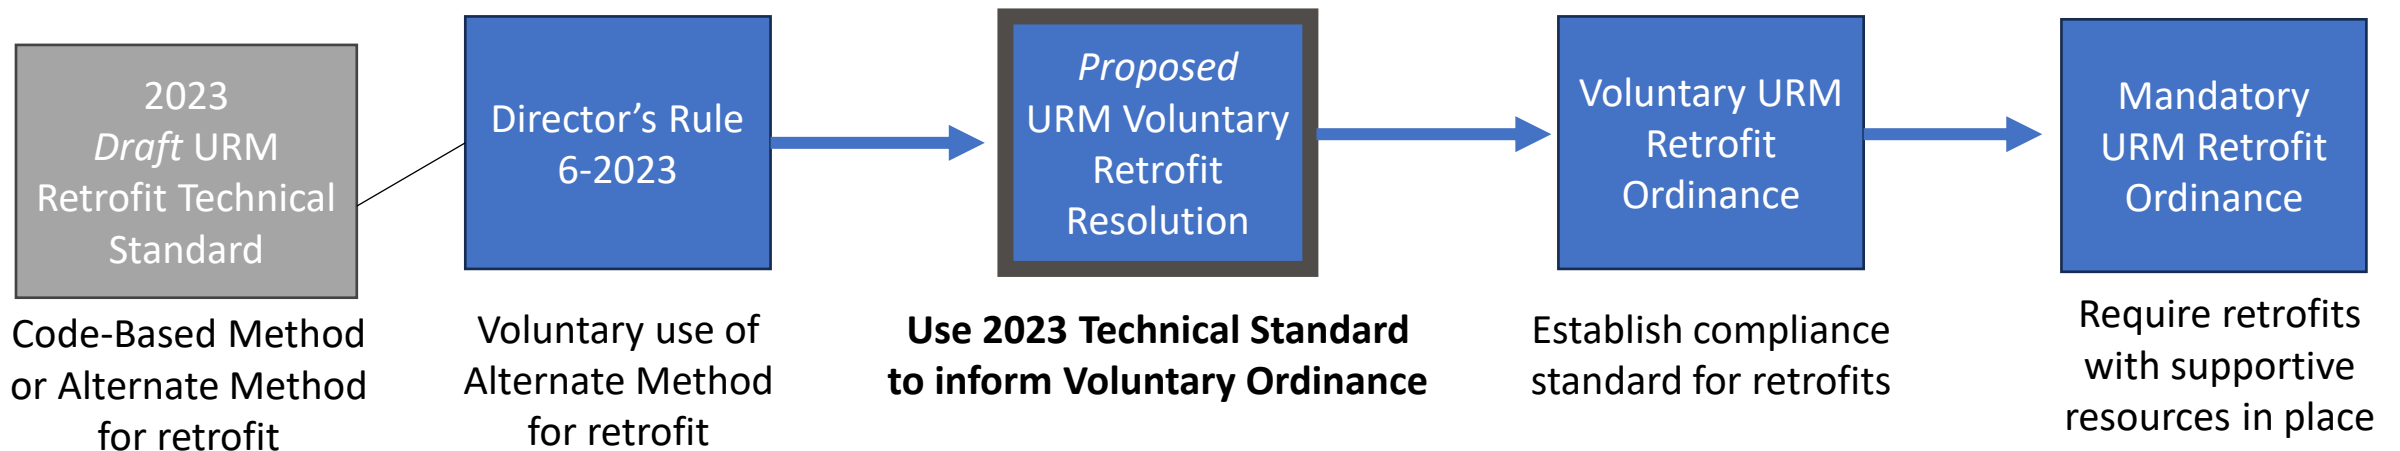 2023
Draft URM
Retrofit Technical
Standard
Code-Based Method
or Alternate Method
for retrofit
Director’s Rule
6-2023
Voluntary use of
Alternate Method
for retrofit
Proposed
URM Voluntary
Retrofit
Resolution
Use 2023 Technical Standard
to inform Voluntary Ordinance
Voluntary URM
Retrofit
Ordinance
Establish compliance
standard for retrofits
Mandatory
URM Retrofit
Ordinance
Require retrofits
with supportive
resources in place